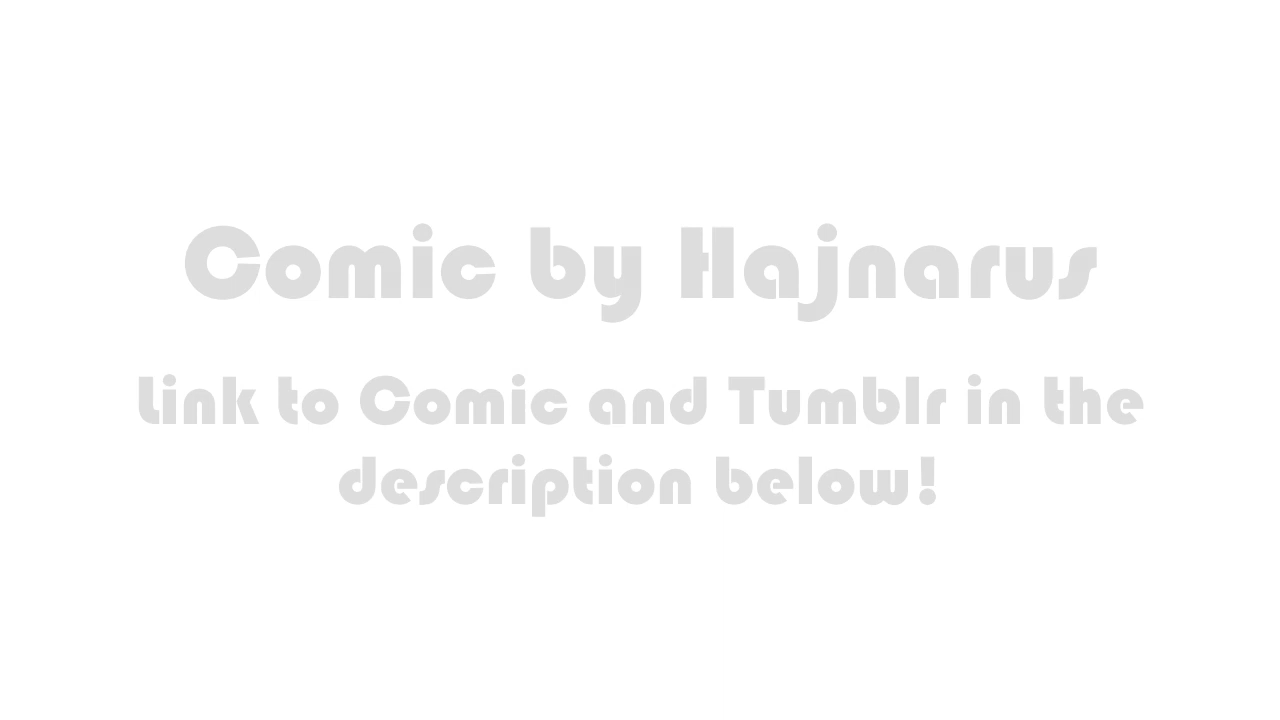 Comic by Hajnarus
Link to Comic and Tumblr in the
description below!